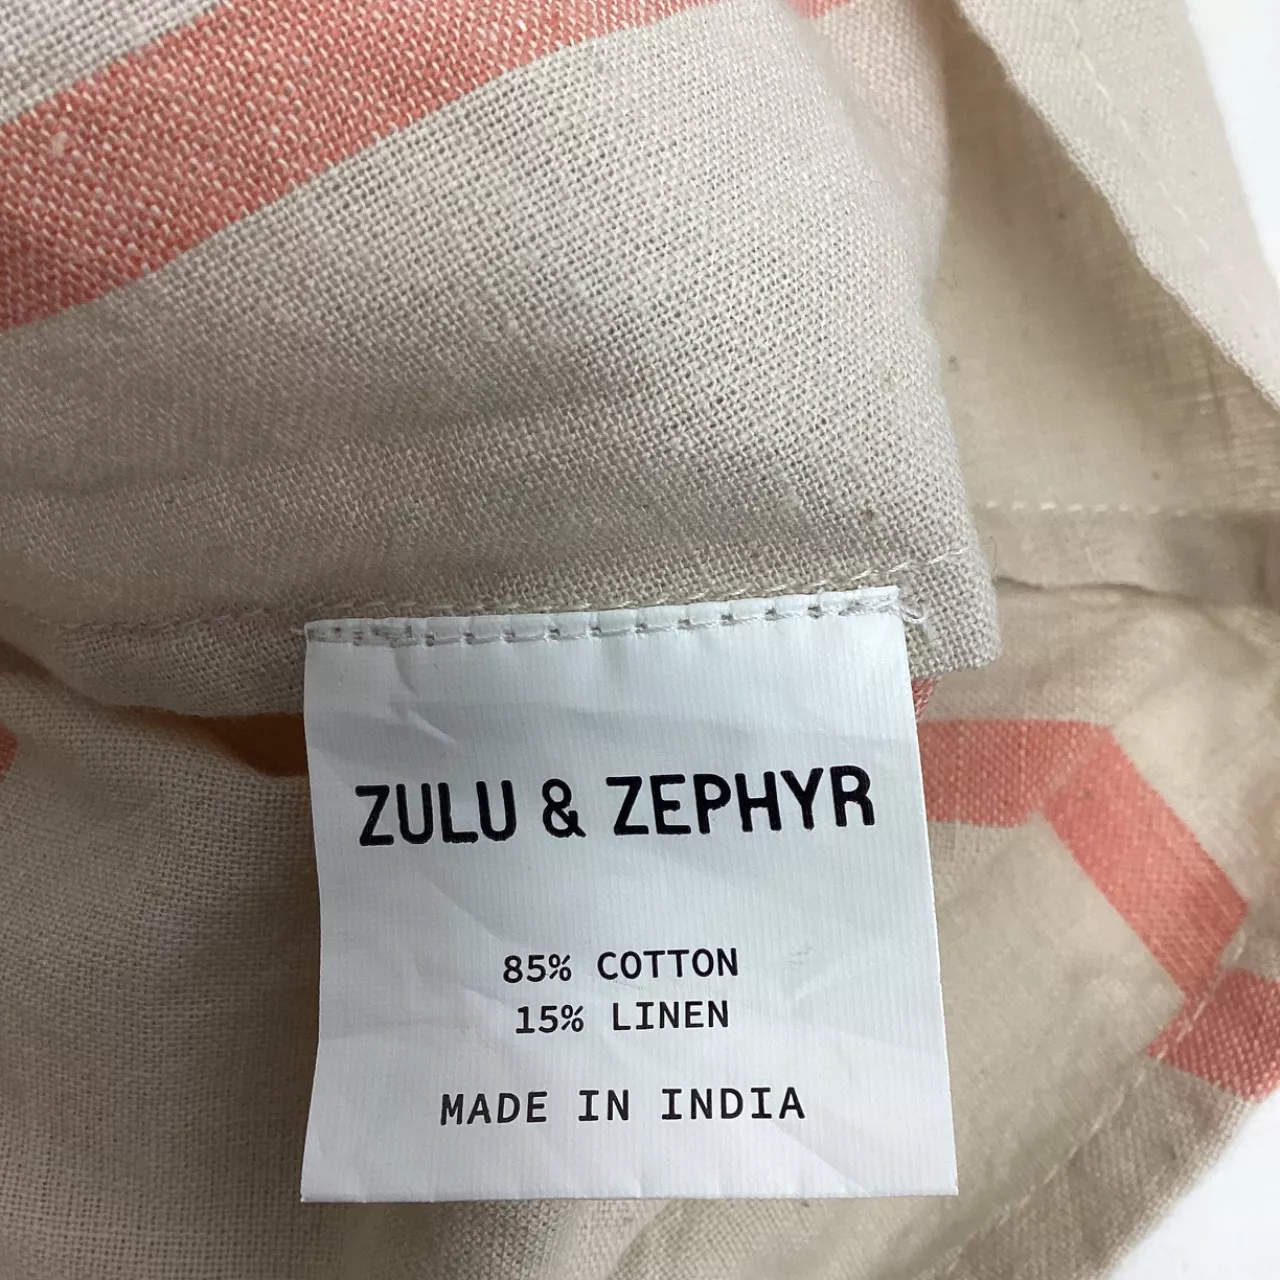 ZULU & ZEPHYR
85% COTTON
15% LINEN
MADE IN INDIA